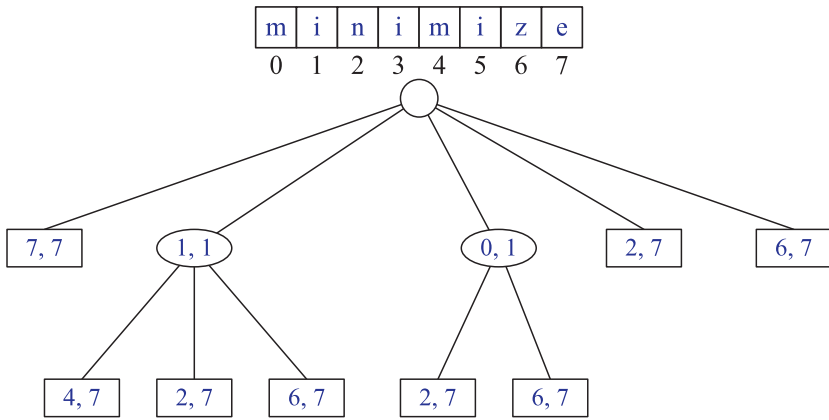 m i n i m i z e
0 1 2 3 4 5 6 7
7, 7 1, 1 0, 1 2, 7 6, 7
4, 7 2, 7 6, 7 2, 7 6, 7